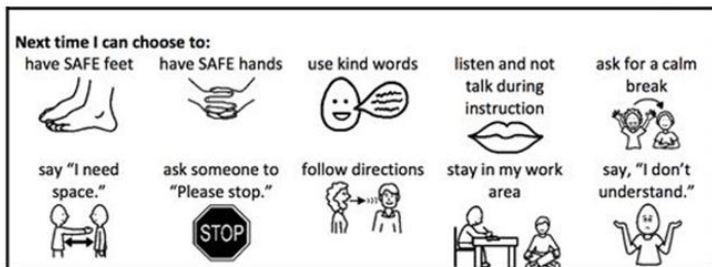 Next time I can choose to:
have SAFE feet
have SAFE hands
use kind words
listen and not
talk during
instruction
ask for a calm
break
say "I need
space."
ask someone to
"Please stop."
STOP
follow directions
stay in my work
area
say, "I don't
understand."